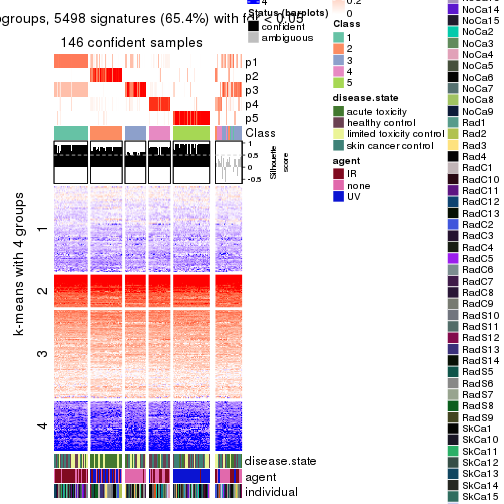 groups, 5498 signatures (65.4%) with fdr < 0.05
146 confident samples
p1
p2
p3
p4
p5
Class
1
0.5
0
-0.5
Silhouette
score
k-means with 4 groups
1
2
3
4
disease.state
agent
individual
4
Status (barplots)
confident
ambiguous
0.2
0
Class
1
2
3
4
5
disease.state
acute toxicity
healthy control
limited toxicity control
skin cancer control
agent
IR
none
UV
NoCa14
NoCa15
NoCa2
NoCa3
NoCa4
NoCa5
NoCa6
NoCa7
NoCa8
NoCa9
Rad1
Rad2
Rad3
Rad4
RadC1
RadC10
RadC11
RadC12
RadC13
RadC2
RadC3
RadC4
RadC5
RadC6
RadC7
RadC8
RadC9
RadS10
RadS11
RadS12
RadS13
RadS14
RadS5
RadS6
RadS7
RadS8
RadS9
SkCa1
SkCa10
SkCa11
SkCa12
SkCa13
SkCa14